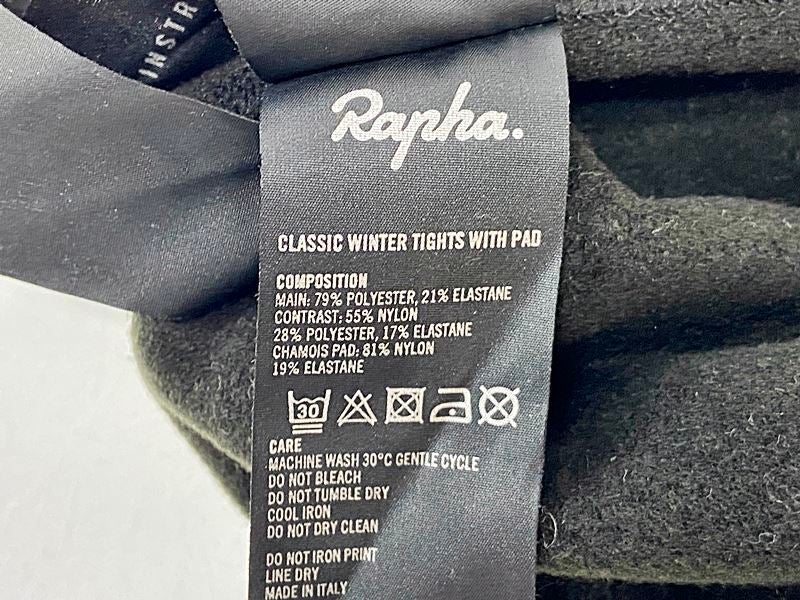 INSTR
Rapha.
CLASSIC WINTER TIGHTS WITH PAD
COMPOSITION
MAIN: 79% POLYESTER, 21% ELASTANE
CONTRAST: 55% NYLON
28% POLYESTER, 17% ELASTANE
CHAMOIS PAD: 81% NYLON
19% ELASTANE
30
CARE
MACHINE WASH 30°C GENTLE CYCLE
DO NOT BLEACH
DO NOT TUMBLE DRY
COOL IRON
DO NOT DRY CLEAN
DO NOT IRON PRINT
LINE DRY
MADE IN ITALY